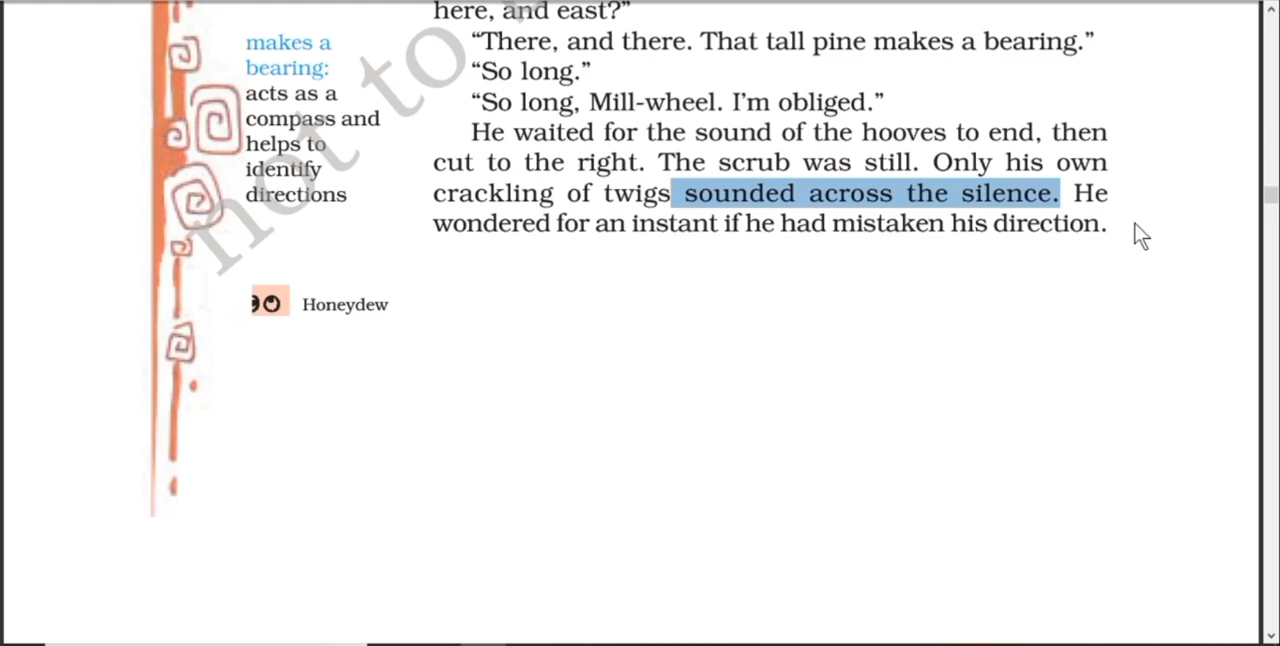 here, and east?”
“There, and there. That tall pine makes a bearing.”
“So long.”
“So long, Mill-wheel. I’m obliged.”
He waited for the sound of the hooves to end, then
cut to the right. The scrub was still. Only his own
crackling of twigs sounded across the silence. He
wondered for an instant if he had mistaken his direction.
makes a
bearing:
acts as a
compass and
helps to
identify
directions
not to
Honeydew